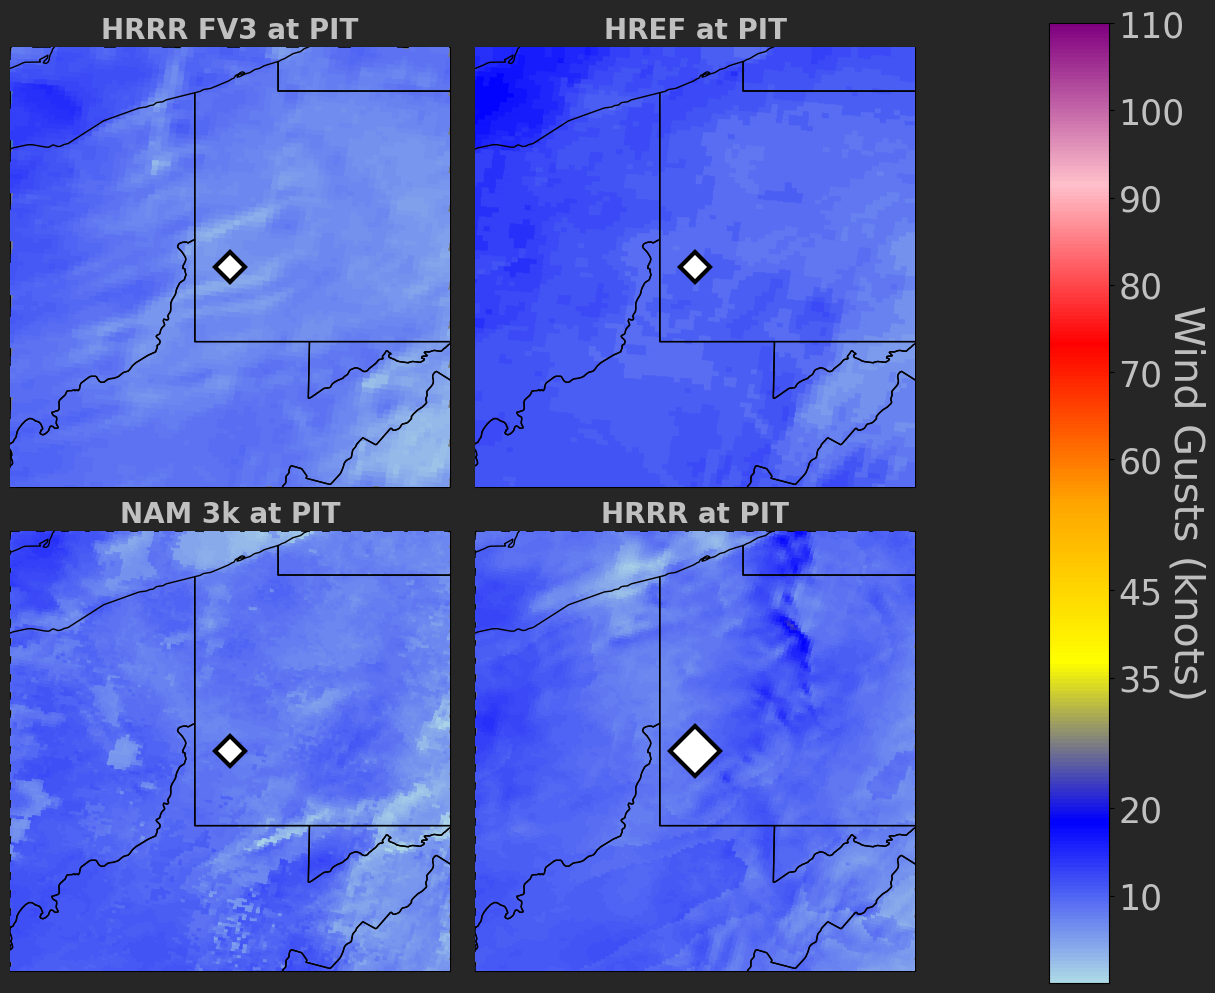 HRRR FV3 at PIT
HREF at PIT
NAM 3k at PIT
HRRR at PIT
110
100
90
80
70
60
45
35
20
10
Wind Gusts (knots)